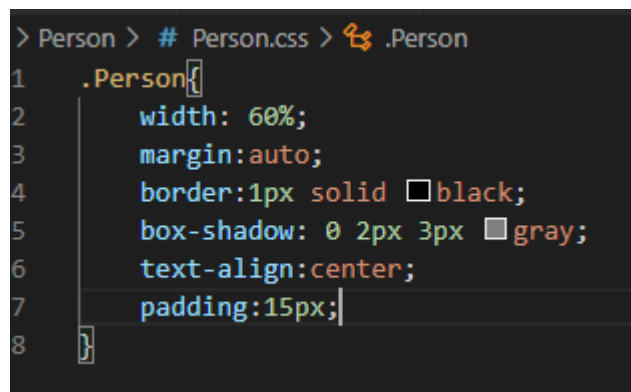 > Person > # Person.css > .Person
1 .Person{
2 width: 60%;
3 margin:auto;
4 border:1px solid black;
5 box-shadow: 0 2px 3px gray;
6 text-align:center;
7 padding:15px;
8 }